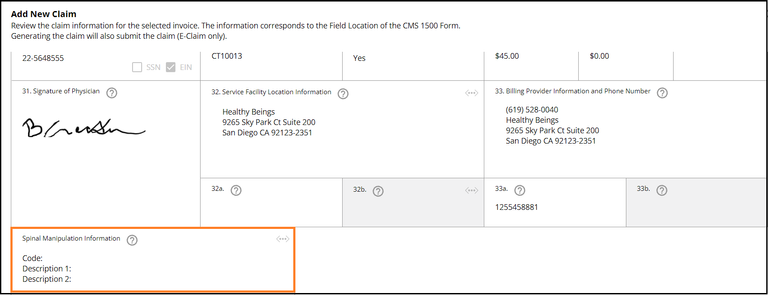 Add New Claim
Review the claim information for the selected invoice. The information corresponds to the Field Location of the CMS 1500 Form.
Generating the claim will also submit the claim (E-Claim only).
22-5648555 SSN EIN CT10013 Yes $45.00 $0.00
31. Signature of Physician
32. Service Facility Location Information
Healthy Beings
9265 Sky Park Ct Suite 200
San Diego CA 92123-2351
33. Billing Provider Information and Phone Number
(619) 528-0040
Healthy Beings
9265 Sky Park Ct Suite 200
San Diego CA 92123-2351
32a. 32b. 33a. 33b.
1255458881
Spinal Manipulation Information
Code:
Description 1:
Description 2: